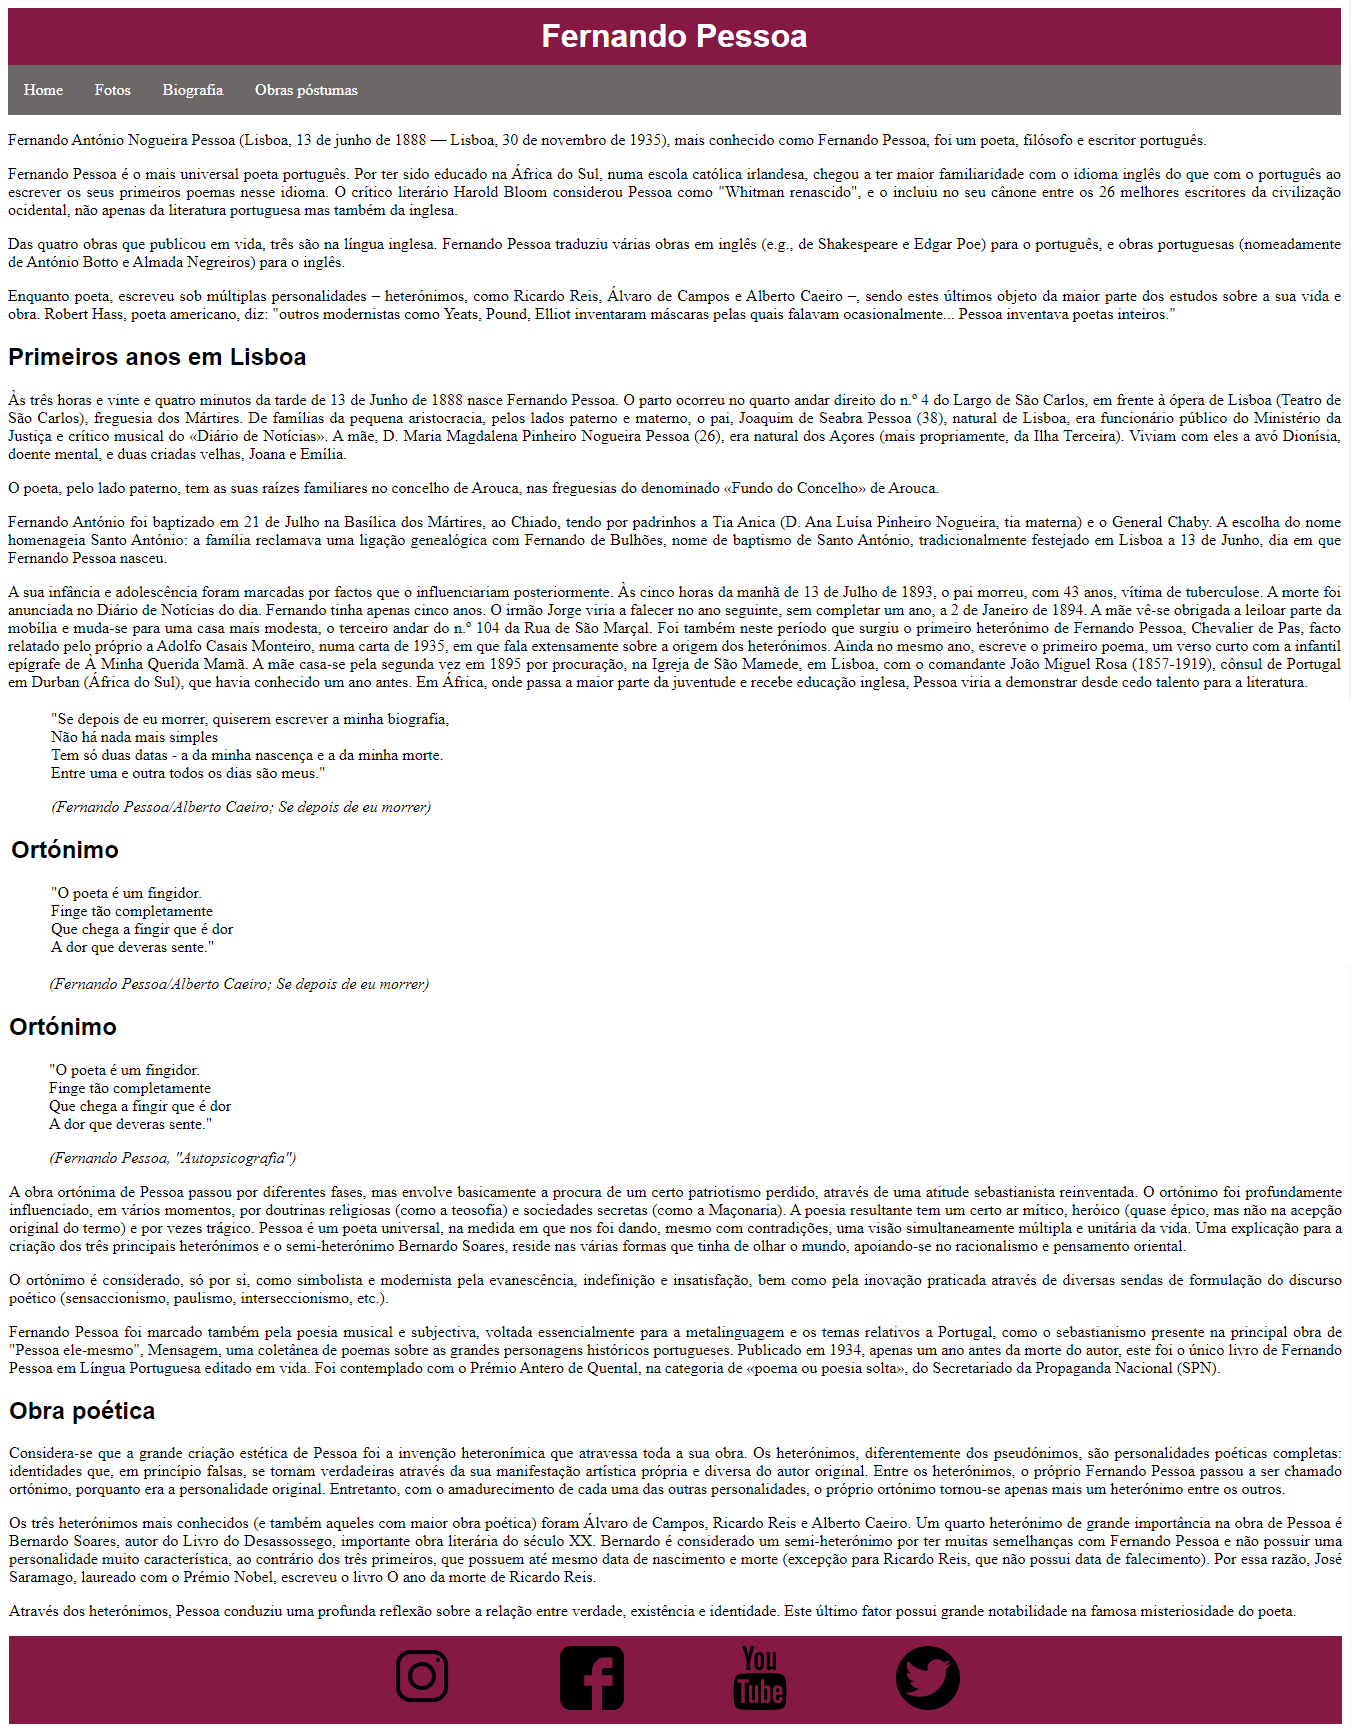 Fernando Pessoa
Home Fotos Biografia Obras póstumas
Fernando António Nogueira Pessoa (Lisboa, 13 de junho de 1888 — Lisboa, 30 de novembro de 1935), mais conhecido como Fernando Pessoa, foi um poeta, filósofo e escritor português.
Fernando Pessoa é o mais universal poeta português. Por ter sido educado na África do Sul, numa escola católica irlandesa, chegou a ter maior familiaridade com o idioma inglês do que com o português ao
escrever os seus primeiros poemas nesse idioma. O crítico literário Harold Bloom considerou Pessoa como "Whitman renascido", e o incluiu no seu cânone entre os 26 melhores escritores da civilização
ocidental, não apenas da literatura portuguesa mas também da inglesa.
Das quatro obras que publicou em vida, três são na língua inglesa. Fernando Pessoa traduziu várias obras em inglês (e.g., de Shakespeare e Edgar Poe) para o português, e obras portuguesas (nomeadamente
de António Botto e Almada Negreiros) para o inglês.
Enquanto poeta, escreveu sob múltiplas personalidades – heterónimos, como Ricardo Reis, Álvaro de Campos e Alberto Caeiro –, sendo estes últimos objeto da maior parte dos estudos sobre a sua vida e
obra. Robert Hass, poeta americano, diz: "outros modernistas como Yeats, Pound, Elliot inventaram máscaras pelas quais falavam ocasionalmente... Pessoa inventava poetas inteiros."
Primeiros anos em Lisboa
Às três horas e vinte e quatro minutos da tarde de 13 de Junho de 1888 nasce Fernando Pessoa. O parto ocorreu no quarto andar direito do n.º 4 do Largo de São Carlos, em frente à ópera de Lisboa (Teatro de
São Carlos), freguesia dos Mártires. De famílias da pequena aristocracia, pelos lados paterno e materno, o pai, Joaquim de Seabra Pessoa (38), natural de Lisboa, era funcionário público do Ministério da
Justiça e crítico musical do «Diário de Notícias». A mãe, D. Maria Magdalena Pinheiro Nogueira Pessoa (26), era natural dos Açores (mais propriamente, da Ilha Terceira). Viviam com eles a avó Dionísia,
doente mental, e duas criadas velhas, Joana e Emília.
O poeta, pelo lado paterno, tem as suas raízes familiares no concelho de Arouca, nas freguesias do denominado «Fundo do Concelho» de Arouca.
Fernando António foi baptizado em 21 de Julho na Basílica dos Mártires, ao Chiado, tendo por padrinhos a Tia Anica (D. Ana Luísa Pinheiro Nogueira, tia materna) e o General Chaby. A escolha do nome
homenageia Santo António: a família reclamava uma ligação genealógica com Fernando de Bulhões, nome de baptismo de Santo António, tradicionalmente festejado em Lisboa a 13 de Junho, dia em que
Fernando Pessoa nasceu.
A sua infância e adolescência foram marcadas por factos que o influenciariam posteriormente. Às cinco horas da manhã de 13 de Julho de 1893, o pai morreu, com 43 anos, vítima de tuberculose. A morte foi
anunciada no Diário de Notícias do dia. Fernando tinha apenas cinco anos. O irmão Jorge viria a falecer no ano seguinte, sem completar um ano, a 2 de Janeiro de 1894. A mãe vê-se obrigada a leiloar parte da
mobília e muda-se para uma casa mais modesta, o terceiro andar do n.º 104 da Rua de São Marçal. Foi também neste período que surgiu o primeiro heterónimo de Fernando Pessoa, Chevalier de Pas, facto
relatado pelo próprio a Adolfo Casais Monteiro, numa carta de 1935, em que fala extensamente sobre a origem dos heterónimos. Ainda no mesmo ano, escreve o primeiro poema, um verso curto com a infantil
epígrafe de À Minha Querida Mamã. A mãe casa-se pela segunda vez em 1895 por procuração, na Igreja de São Mamede, em Lisboa, com o comandante João Miguel Rosa (1857-1919), cônsul de Portugal
em Durban (África do Sul), que havia conhecido um ano antes. Em África, onde passa a maior parte da juventude e recebe educação inglesa, Pessoa viria a demonstrar desde cedo talento para a literatura.
"Se depois de eu morrer, quiserem escrever a minha biografia,
Não há nada mais simples
Tem só duas datas - a da minha nascença e a da minha morte.
Entre uma e outra todos os dias são meus."
(Fernando Pessoa/Alberto Caeiro; Se depois de eu morrer)
Ortónimo
"O poeta é um fingidor.
Finge tão completamente
Que chega a fingir que é dor
A dor que deveras sente."
(Fernando Pessoa/Alberto Caeiro; Se depois de eu morrer)
Ortónimo
"O poeta é um fingidor.
Finge tão completamente
Que chega a fingir que é dor
A dor que deveras sente."
(Fernando Pessoa, "Autopsicografia")
A obra ortónima de Pessoa passou por diferentes fases, mas envolve basicamente a procura de um certo patriotismo perdido, através de uma atitude sebastianista reinventada. O ortónimo foi profundamente
influenciado, em vários momentos, por doutrinas religiosas (como a teosofia) e sociedades secretas (como a Maçonaria). A poesia resultante tem um certo ar mítico, heróico (quase épico, mas não na acepção
original do termo) e por vezes trágico. Pessoa é um poeta universal, na medida em que nos foi dando, mesmo com contradições, uma visão simultaneamente múltipla e unitária da vida. Uma explicação para a
criação dos três principais heterónimos e o semi-heterónimo Bernardo Soares, reside nas várias formas que tinha de olhar o mundo, apoiando-se no racionalismo e pensamento oriental.
O ortónimo é considerado, só por si, como simbolista e modernista pela evanescência, indefinição e insatisfação, bem como pela inovação praticada através de diversas sendas de formulação do discurso
poético (sensaccionismo, paulismo, interseccionismo, etc.).
Fernando Pessoa foi marcado também pela poesia musical e subjectiva, voltada essencialmente para a metalinguagem e os temas relativos a Portugal, como o sebastianismo presente na principal obra de
"Pessoa ele-mesmo", Mensagem, uma coletânea de poemas sobre as grandes personagens históricos portugueses. Publicado em 1934, apenas um ano antes da morte do autor, este foi o único livro de Fernando
Pessoa em Língua Portuguesa editado em vida. Foi contemplado com o Prémio Antero de Quental, na categoria de «poema ou poesia solta», do Secretariado da Propaganda Nacional (SPN).
Obra poética
Considera-se que a grande criação estética de Pessoa foi a invenção heteronímica que atravessa toda a sua obra. Os heterónimos, diferentemente dos pseudónimos, são personalidades poéticas completas:
identidades que, em princípio falsas, se tornam verdadeiras através da sua manifestação artística própria e diversa do autor original. Entre os heterónimos, o próprio Fernando Pessoa passou a ser chamado
ortónimo, porquanto era a personalidade original. Entretanto, com o amadurecimento de cada uma das outras personalidades, o próprio ortónimo tornou-se apenas mais um heterónimo entre os outros.
Os três heterónimos mais conhecidos (e também aqueles com maior obra poética) foram Álvaro de Campos, Ricardo Reis e Alberto Caeiro. Um quarto heterónimo de grande importância na obra de Pessoa é
Bernardo Soares, autor do Livro do Desassossego, importante obra literária do século XX. Bernardo é considerado um semi-heterónimo por ter muitas semelhanças com Fernando Pessoa e não possuir uma
personalidade muito característica, ao contrário dos três primeiros, que possuem até mesmo data de nascimento e morte (excepção para Ricardo Reis, que não possui data de falecimento). Por essa razão, José
Saramago, laureado com o Prémio Nobel, escreveu o livro O ano da morte de Ricardo Reis.
Através dos heterónimos, Pessoa conduziu uma profunda reflexão sobre a relação entre verdade, existência e identidade. Este último fator possui grande notabilidade na famosa misteriosidade do poeta.
You
Tube